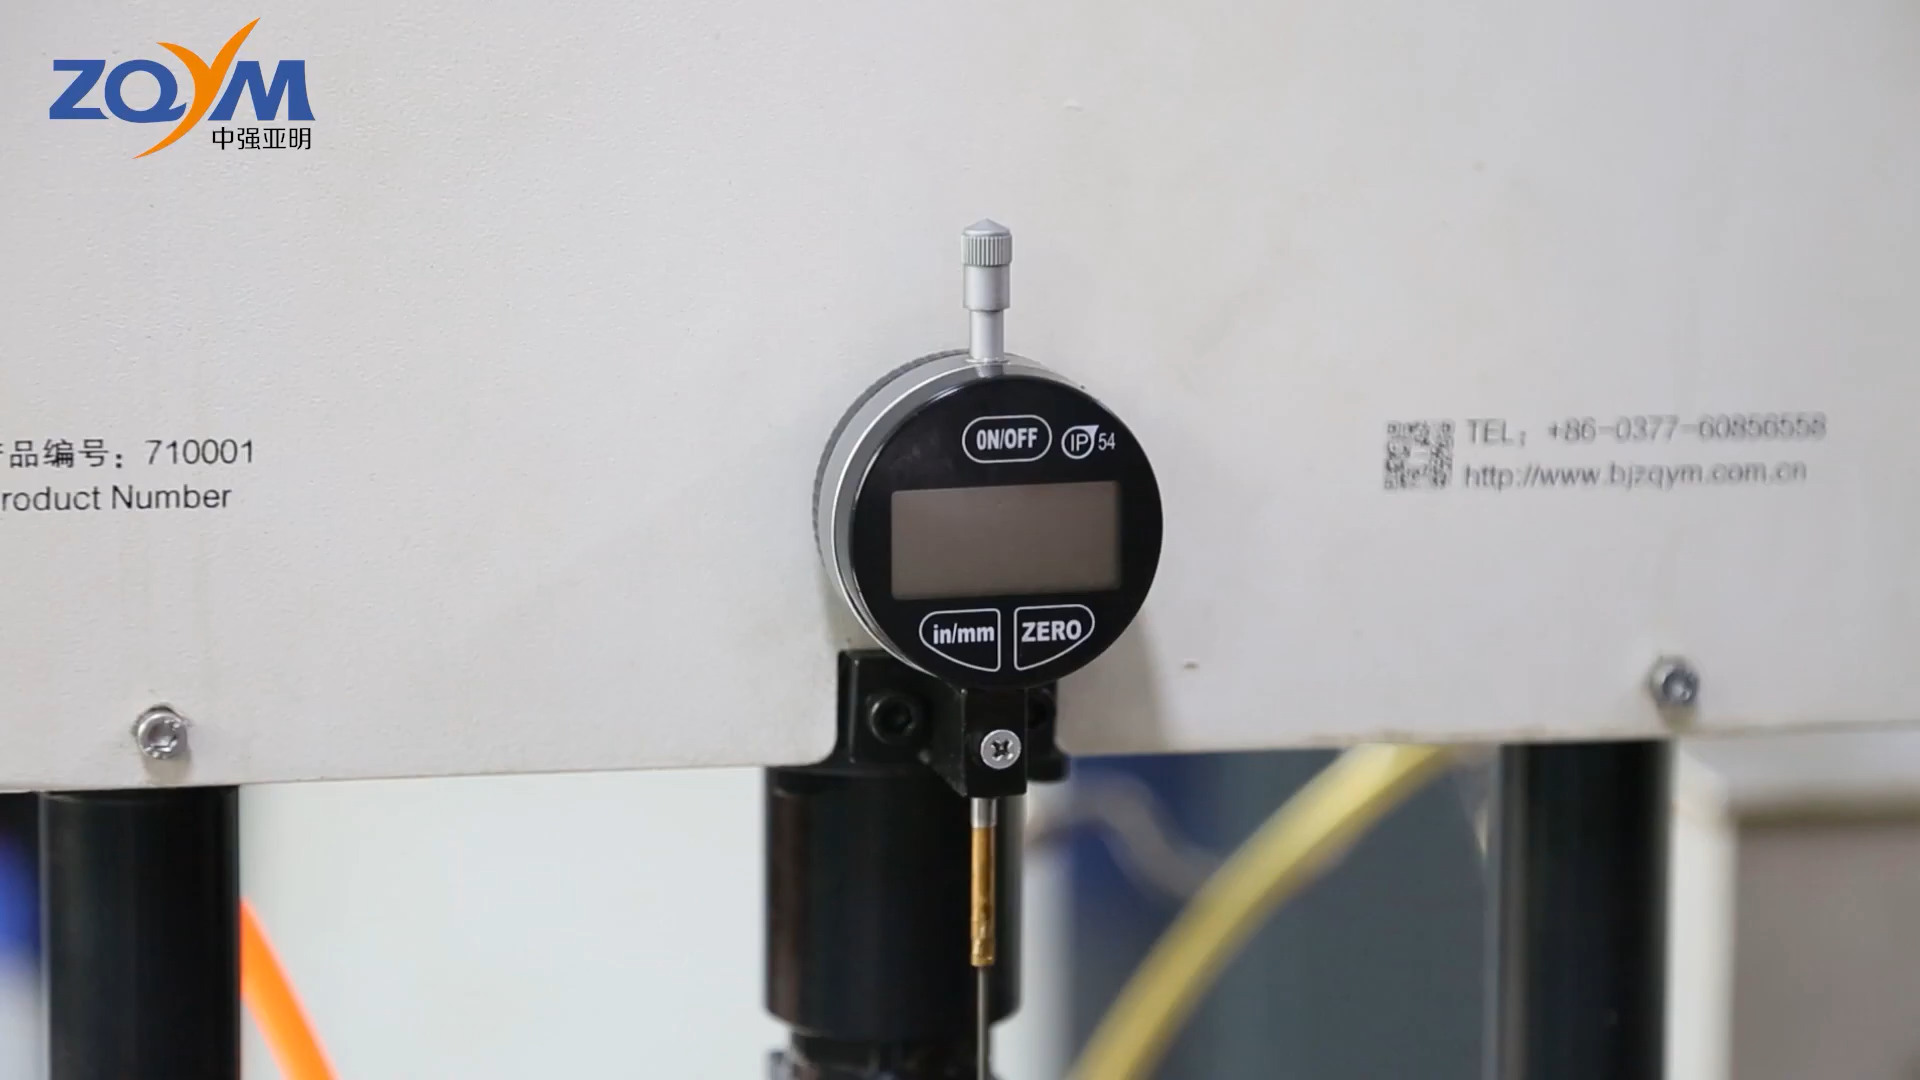 ZQYM
中强亚明
品编号：710001
roduct Number
ON/OFF
IP54
in/mm
ZERO
TEL：+86-0377-60856558
http://www.bjzqym.com.cn